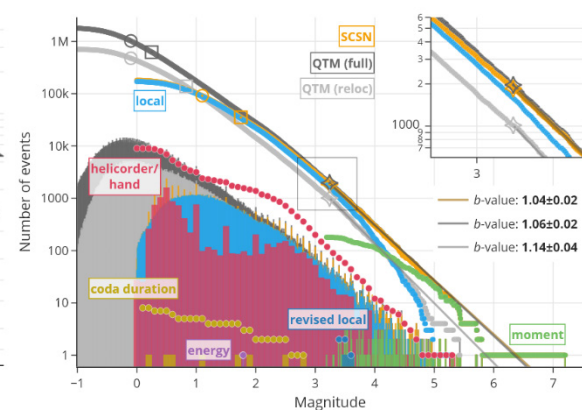 SCSN
QTM (full)
QTM (reloc)
local
helicorder/
hand
coda duration
energy
revised local
moment
b-value: 1.04±0.02
b-value: 1.06±0.02
b-value: 1.14±0.04
Number of events
1M
100k
10k
1000
100
10
1
−1
0
1
2
3
4
5
6
7
Magnitude
6
5
4
3
2
1000
9
8
7
6
5
3